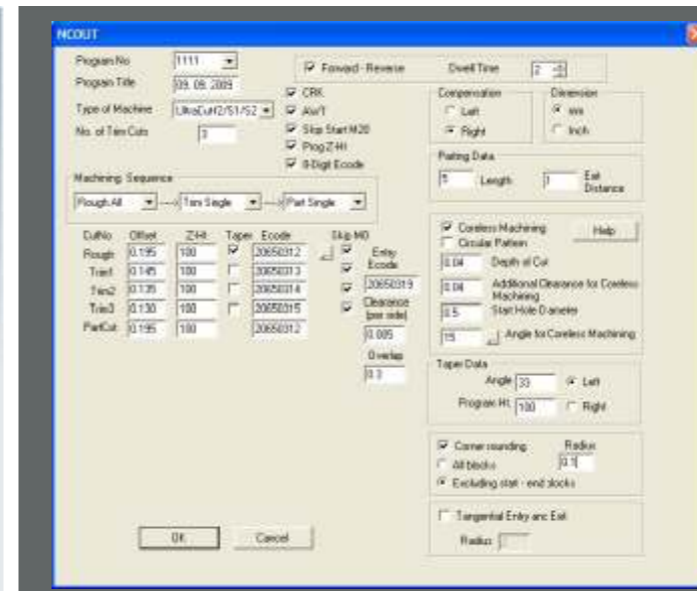 NCOUT
Program No 1111
Forward - Reverse Dwell Time 2
Program Title 09. 09. 2009
CRK
Type of Machine UltraCut f2/S1/S2
AWT
No. of Trim Cuts 3
Skip Start M20
Prog Z-Ht
8-Digit Ecode
Compensation
Left
Right
Dimension
mm
Inch
Parting Data
5 Length 1 Exit Distance
Machining Sequence
Rough All Trim Single Part Single
CutNo Offset Z-Ht Taper Ecode Skip M0
Rough 0.195 100 20650312
Trim1 0.145 100 20650313
Trim2 0.135 100 20650314
Trim3 0.130 100 20650315
PartCut 0.195 100 20650312
Entry
Ecode
20650319
Clearance
(per side)
0.005
Overlap
0.3
Coreless Machining Help
Circular Pattern
0.04 Depth of Cut
0.04 Additional Clearance for Coreless
Machining
0.5 Start Hole Diameter
15 Angle for Coreless Machining
Taper Data
Angle 33 Left
Program Ht. 100 Right
Corner rounding Radius
All blocks 0.1
Excluding start - end blocks
Tangential Entry and Exit
Radius
OK Cancel